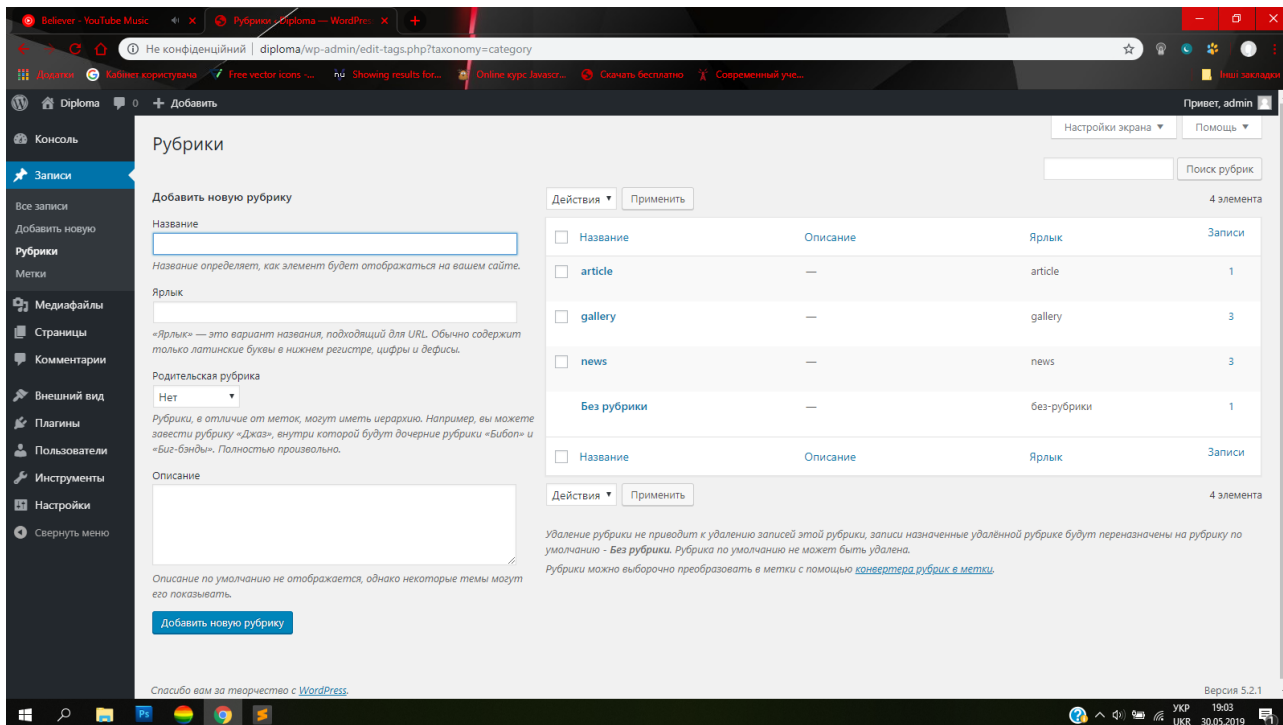 Believer - YouTube Music
Рубрики ‹ Diploma — WordPres
Не конфіденційний | diploma/wp-admin/edit-tags.php?taxonomy=category
Додатки
Кабінет користувача
Free vector icons -...
Showing results for...
Online курс Javascr...
Скачать бесплатно
Современный уче...
Інші закладки
Diploma 0 + Добавить
Привет, admin
Консоль
Записи
Все записи
Добавить новую
Рубрики
Метки
Медиафайлы
Страницы
Комментарии
Внешний вид
Плагины
Пользователи
Инструменты
Настройки
Свернуть меню
Настройки экрана ▼
Помощь ▼
Рубрики
Поиск рубрик
Добавить новую рубрику
Название
Название определяет, как элемент будет отображаться на вашем сайте.
Ярлык
«Ярлык» — это вариант названия, подходящий для URL. Обычно содержит
только латинские буквы в нижнем регистре, цифры и дефисы.
Родительская рубрика
Нет ▼
Рубрики, в отличие от меток, могут иметь иерархию. Например, вы можете
завести рубрику «Джаз», внутри которой будут дочерние рубрики «Бибоп» и
«Биг-бэнды». Полностью произвольно.
Описание
Описание по умолчанию не отображается, однако некоторые темы могут
его показывать.
Добавить новую рубрику
Действия ▼ Применить
4 элемента
Название Описание Ярлык Записи
article — article 1
gallery — gallery 3
news — news 3
Без рубрики — без-рубрики 1
Название Описание Ярлык Записи
Действия ▼ Применить
4 элемента
Удаление рубрики не приводит к удалению записей этой рубрики, записи назначенные удалённой рубрике будут переназначены на рубрику по
умолчанию - Без рубрики. Рубрика по умолчанию не может быть удалена.
Рубрики можно выборочно преобразовать в метки с помощью конвертера рубрик в метки.
Спасибо вам за творчество с WordPress.
Версия 5.2.1
Ps
УКР
UKR
19:03
30.05.2019